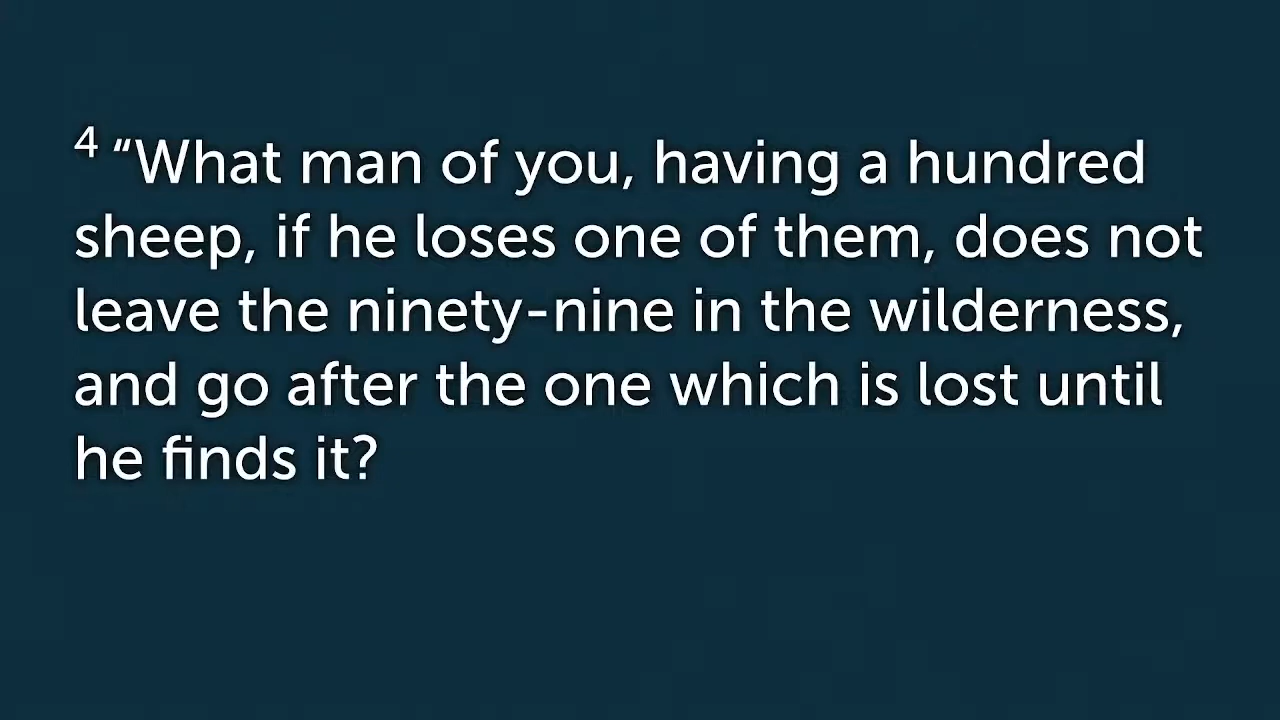 4 “What man of you, having a hundred
sheep, if he loses one of them, does not
leave the ninety-nine in the wilderness,
and go after the one which is lost until
he finds it?